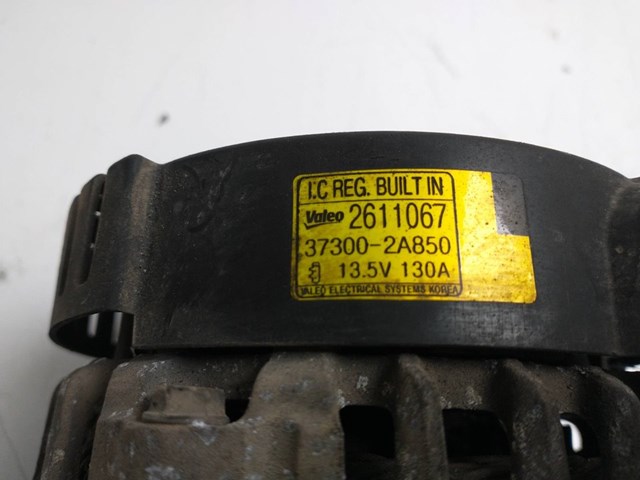 I.C REG. BUILT IN
Valeo 2611067
37300-2A850
13.5V 130A
VALEO ELECTRICAL SYSTEMS KOREA